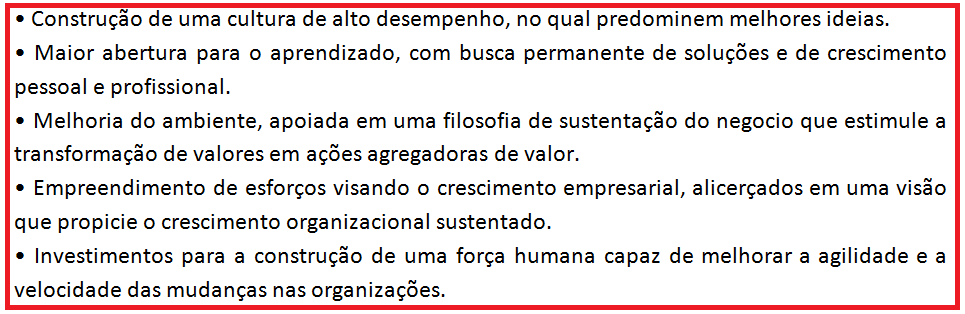 • Construção de uma cultura de alto desempenho, no qual predominem melhores ideias.
• Maior abertura para o aprendizado, com busca permanente de soluções e de crescimento
pessoal e profissional.
• Melhoria do ambiente, apoiada em uma filosofia de sustentação do negocio que estimule a
transformação de valores em ações agregadoras de valor.
• Empreendimento de esforços visando o crescimento empresarial, alicerçados em uma visão
que propicie o crescimento organizacional sustentado.
• Investimentos para a construção de uma força humana capaz de melhorar a agilidade e a
velocidade das mudanças nas organizações.